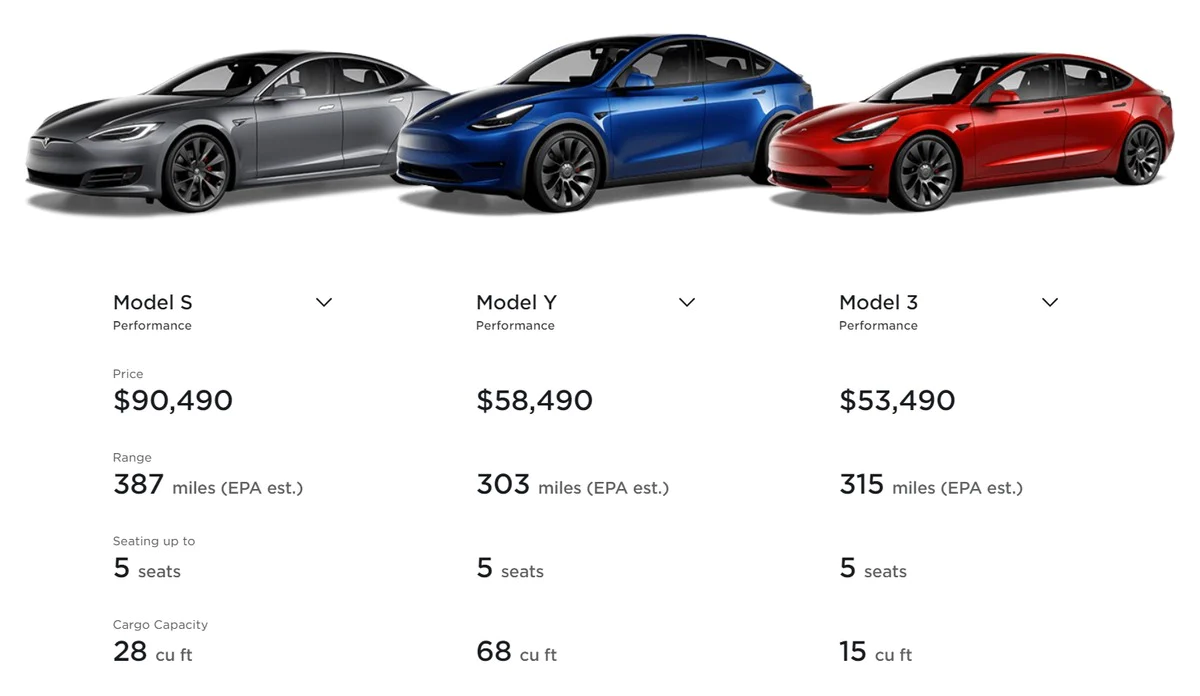 Model S
Model Y
Model 3
Performance
Performance
Performance
Price
$90,490
$58,490
$53,490
Range
387 miles (EPA est.)
303 miles (EPA est.)
315 miles (EPA est.)
Seating up to
5 seats
5 seats
5 seats
Cargo Capacity
28 cu ft
68 cu ft
15 cu ft